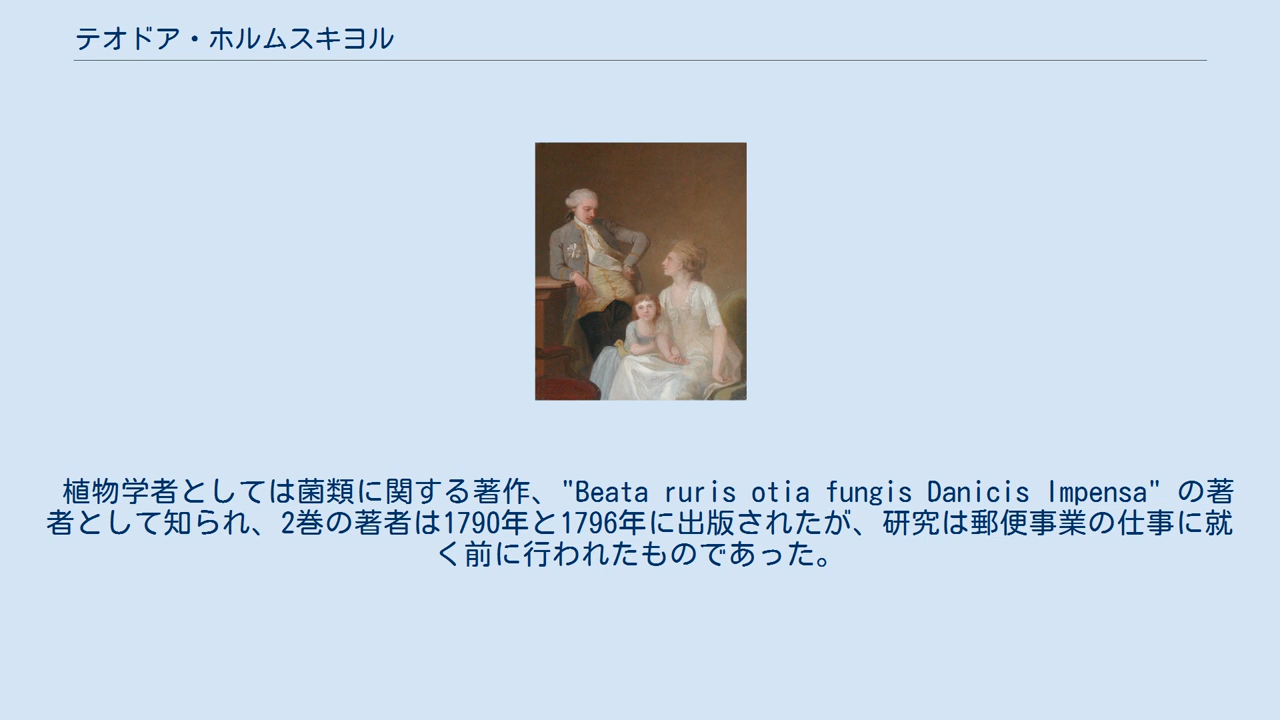 テオドア・ホルムスキヨル
植物学者としては菌類に関する著作、"Beata ruris otia fungis Danicis Impensa" の著
者として知られ、2巻の著者は1790年と1796年に出版されたが、研究は郵便事業の仕事に就
く前に行われたものであった。